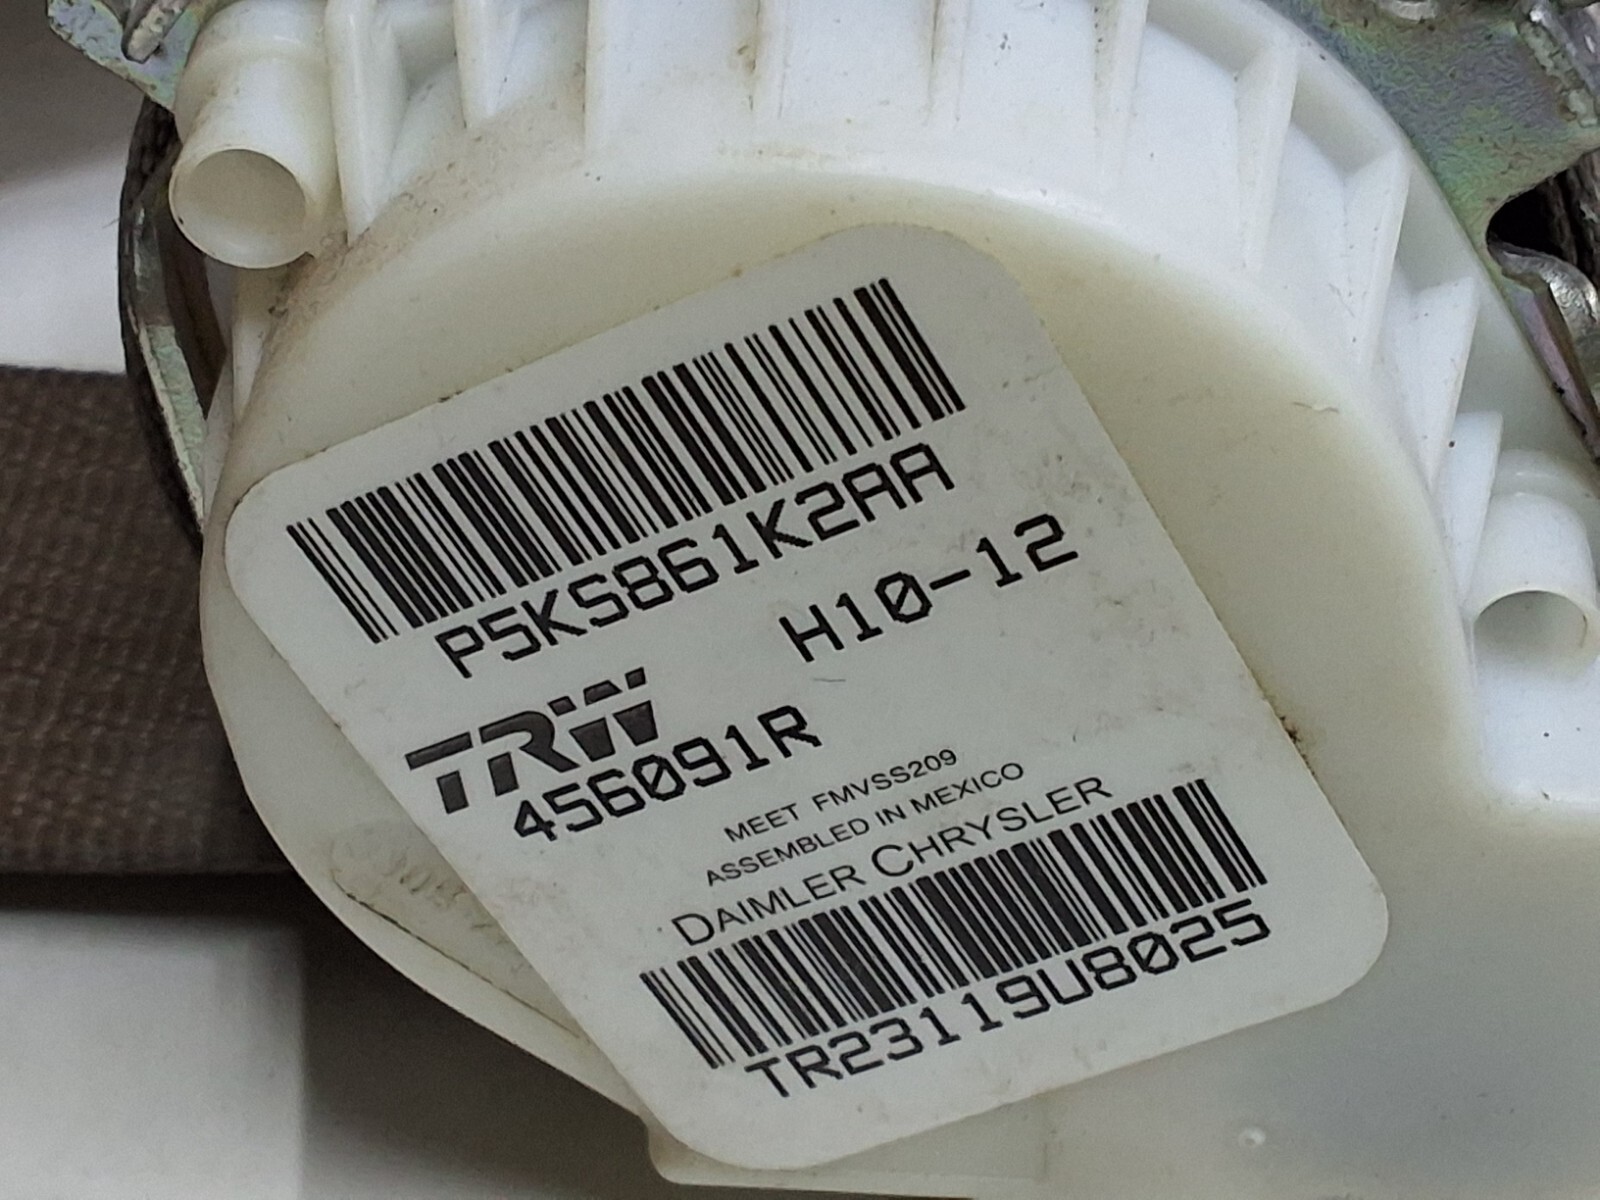 P5KS861K2AA
H10-12
TRW
456091R
MEET FMVSS209
ASSEMBLED IN MEXICO
DAIMLER CHRYSLER
TR23119U8025